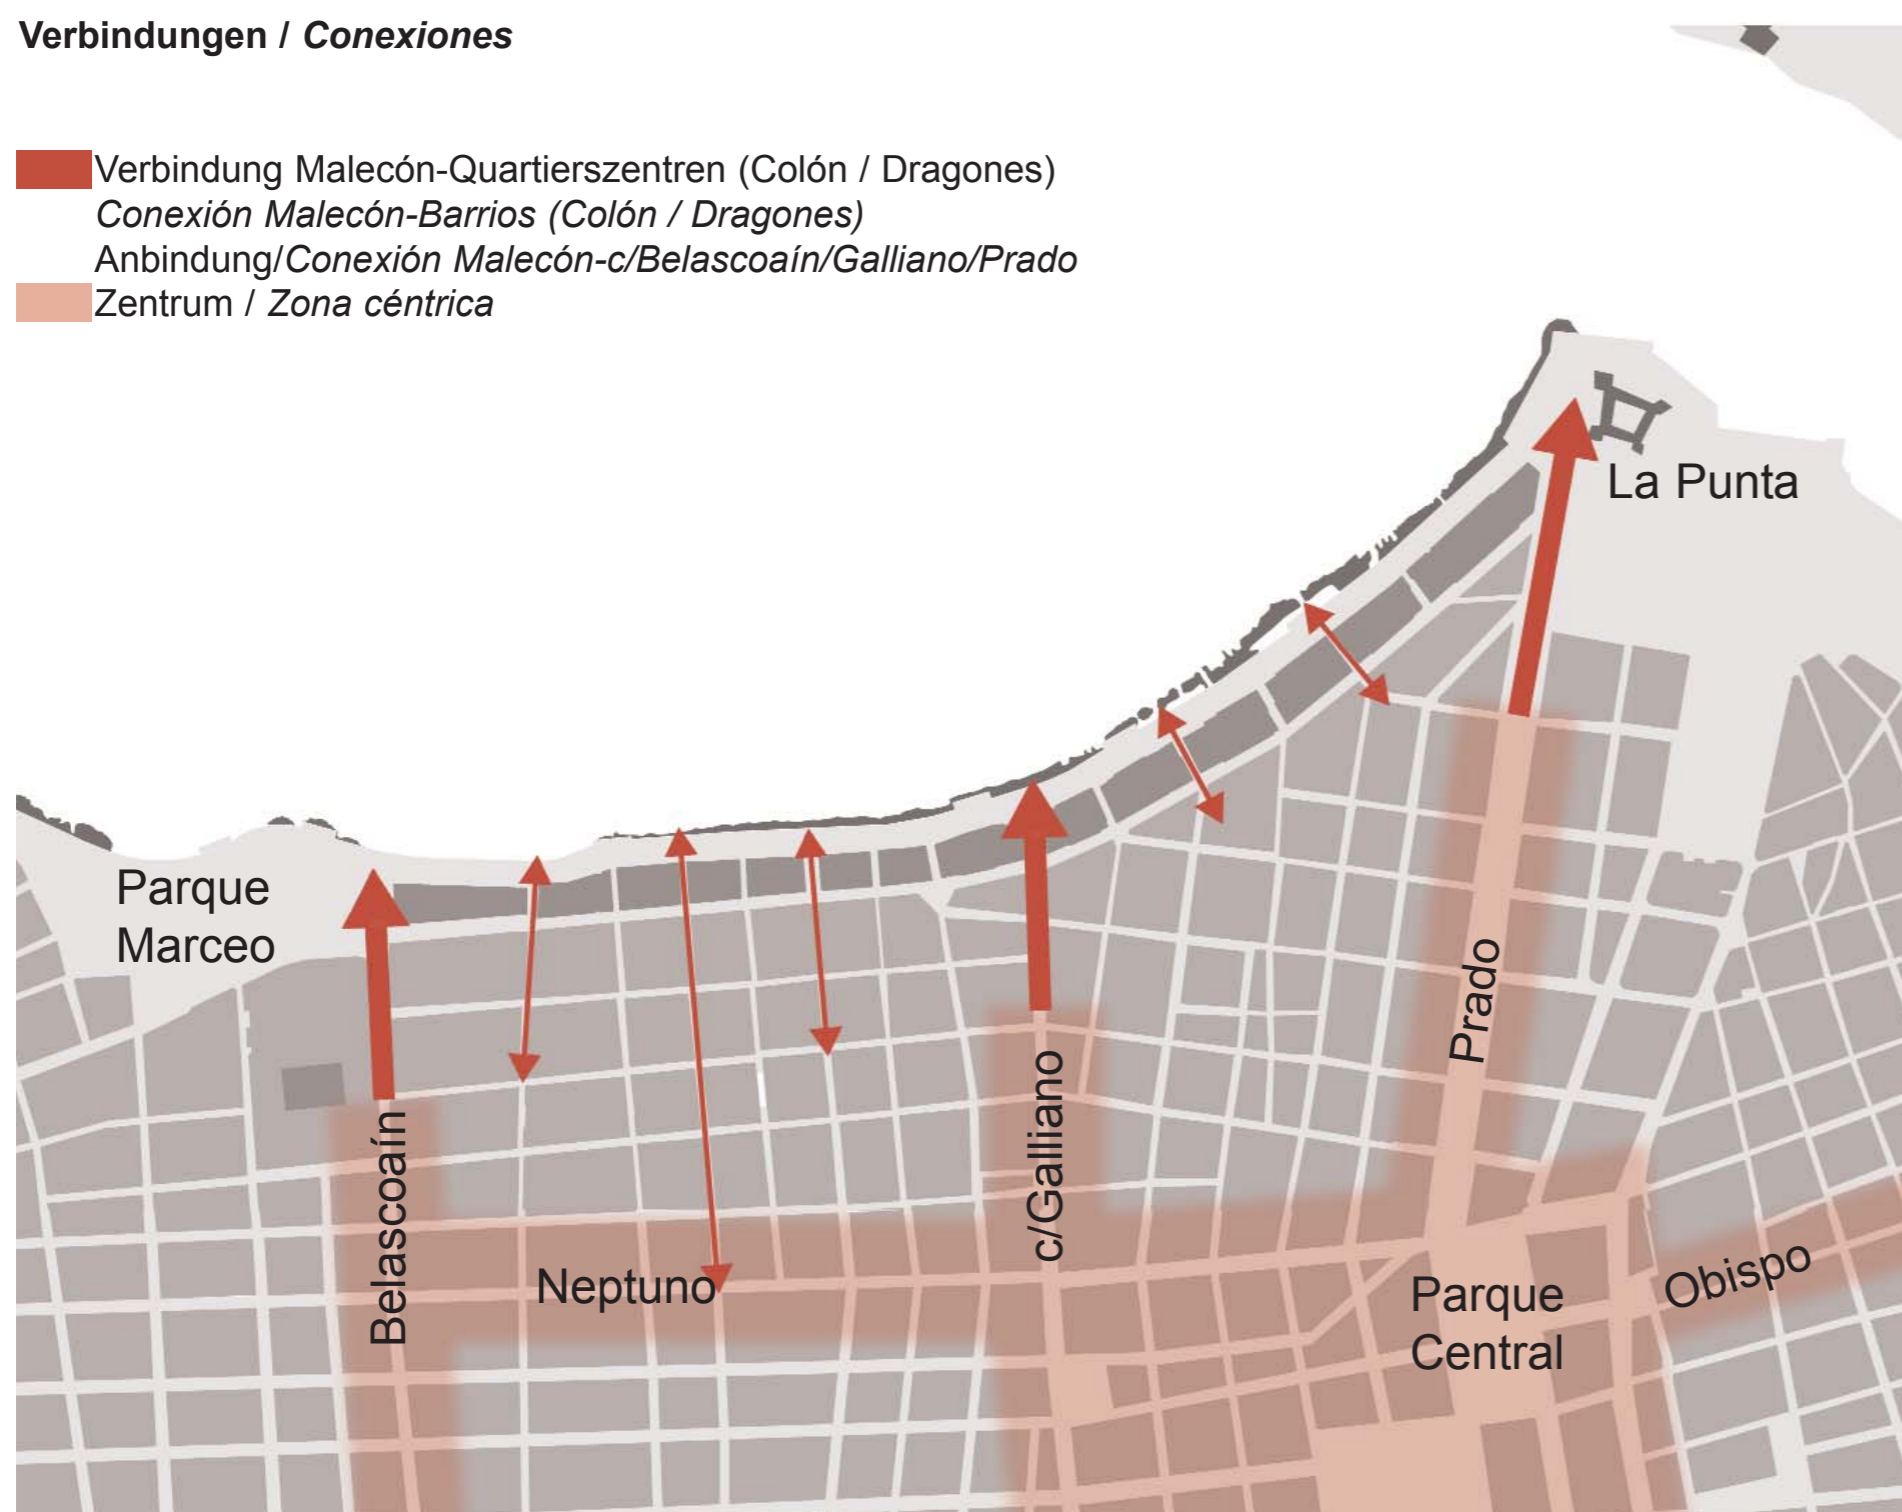 Verbindungen / Conexiones
Verbindung Malecón-Quartierszentren (Colón / Dragones)
Conexión Malecón-Barrios (Colón / Dragones)
Anbindung/Conexión Malecón-c/Belascoaín/Galliano/Prado
Zentrum / Zona céntrica
La Punta
Parque
Marceo
Prado
Belascoaín
c/Galliano
Neptuno
Parque
Central
Obispo